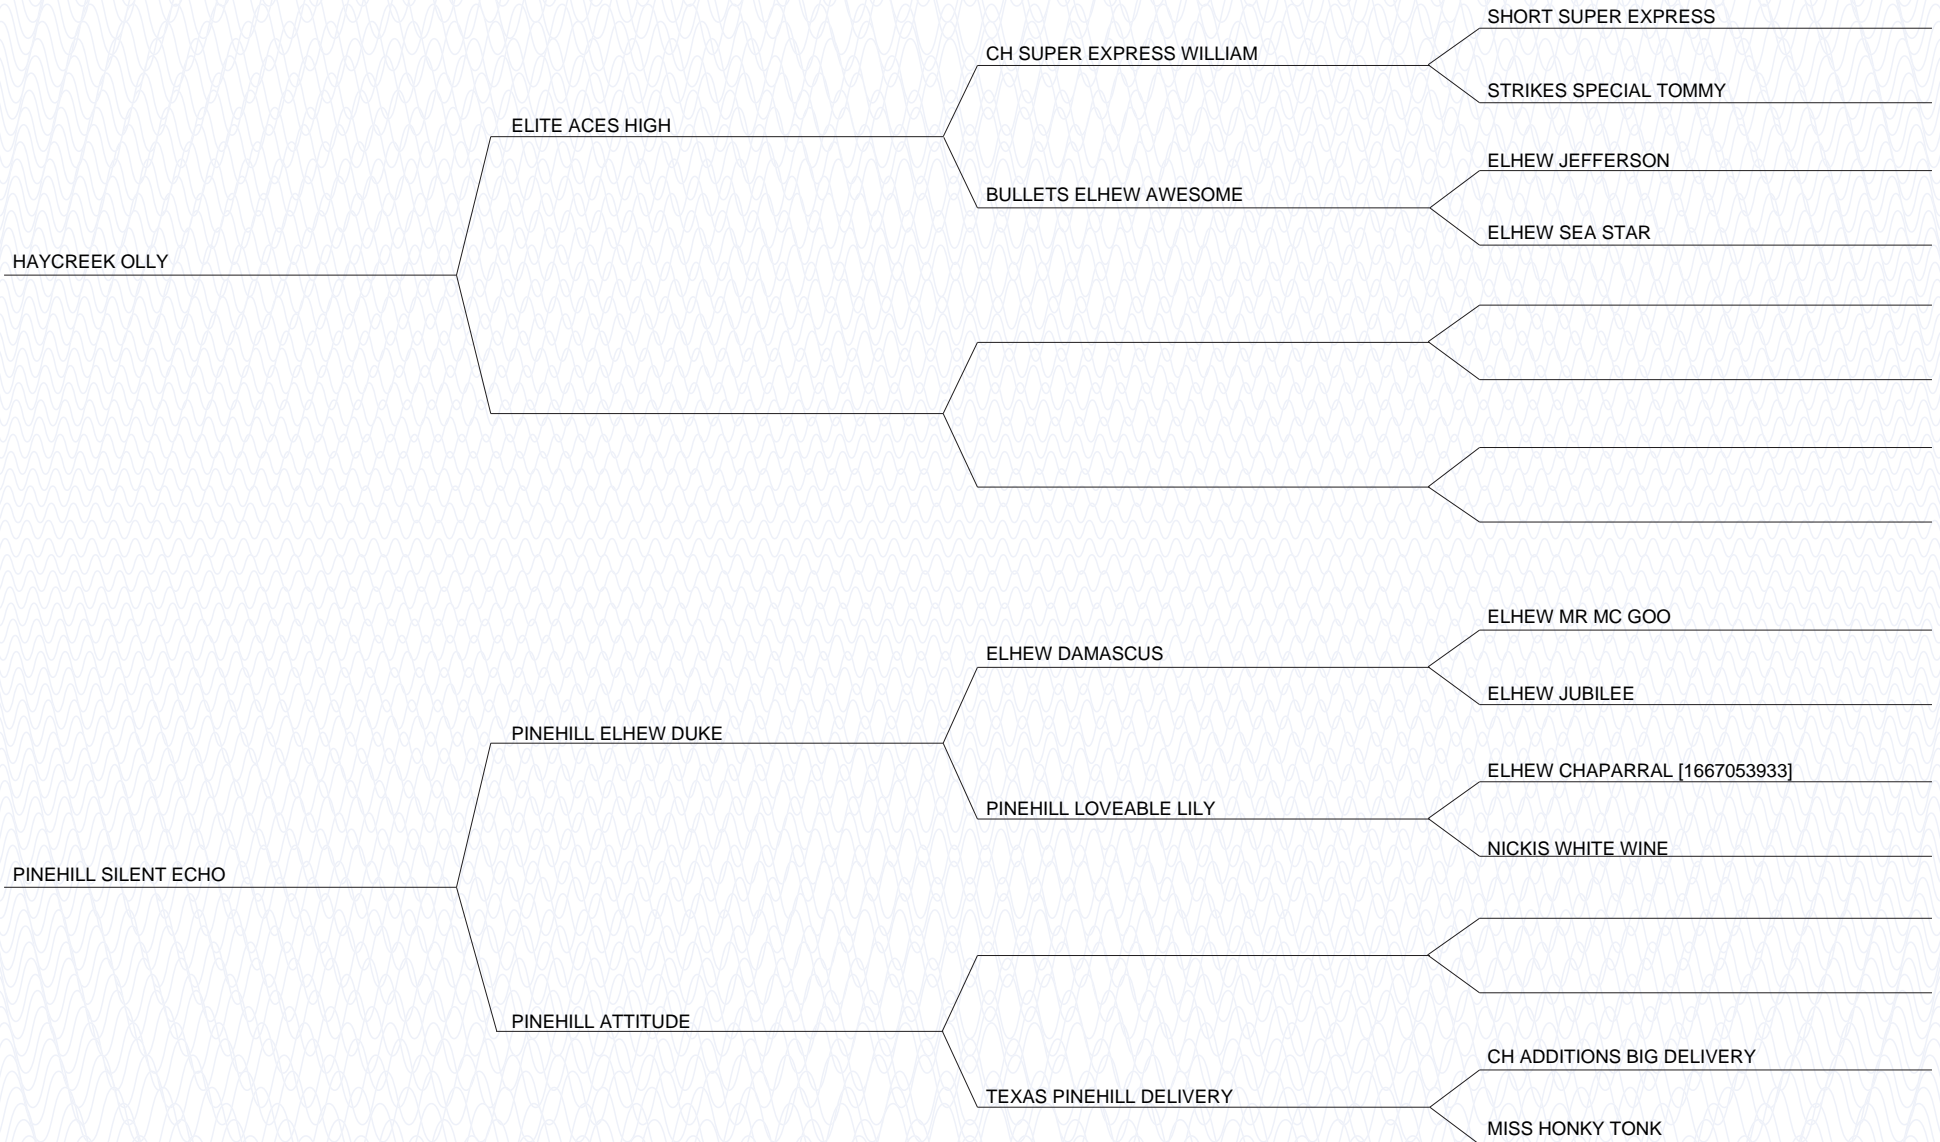 SHORT SUPER EXPRESS
CH SUPER EXPRESS WILLIAM
STRIKES SPECIAL TOMMY
ELITE ACES HIGH
ELHEW JEFFERSON
BULLETS ELHEW AWESOME
ELHEW SEA STAR
HAYCREEK OLLY
ELHEW MR MC GOO
ELHEW DAMASCUS
ELHEW JUBILEE
PINEHILL ELHEW DUKE
ELHEW CHAPARRAL [1667053933]
PINEHILL LOVEABLE LILY
NICKIS WHITE WINE
PINEHILL SILENT ECHO
PINEHILL ATTITUDE
CH ADDITIONS BIG DELIVERY
TEXAS PINEHILL DELIVERY
MISS HONKY TONK